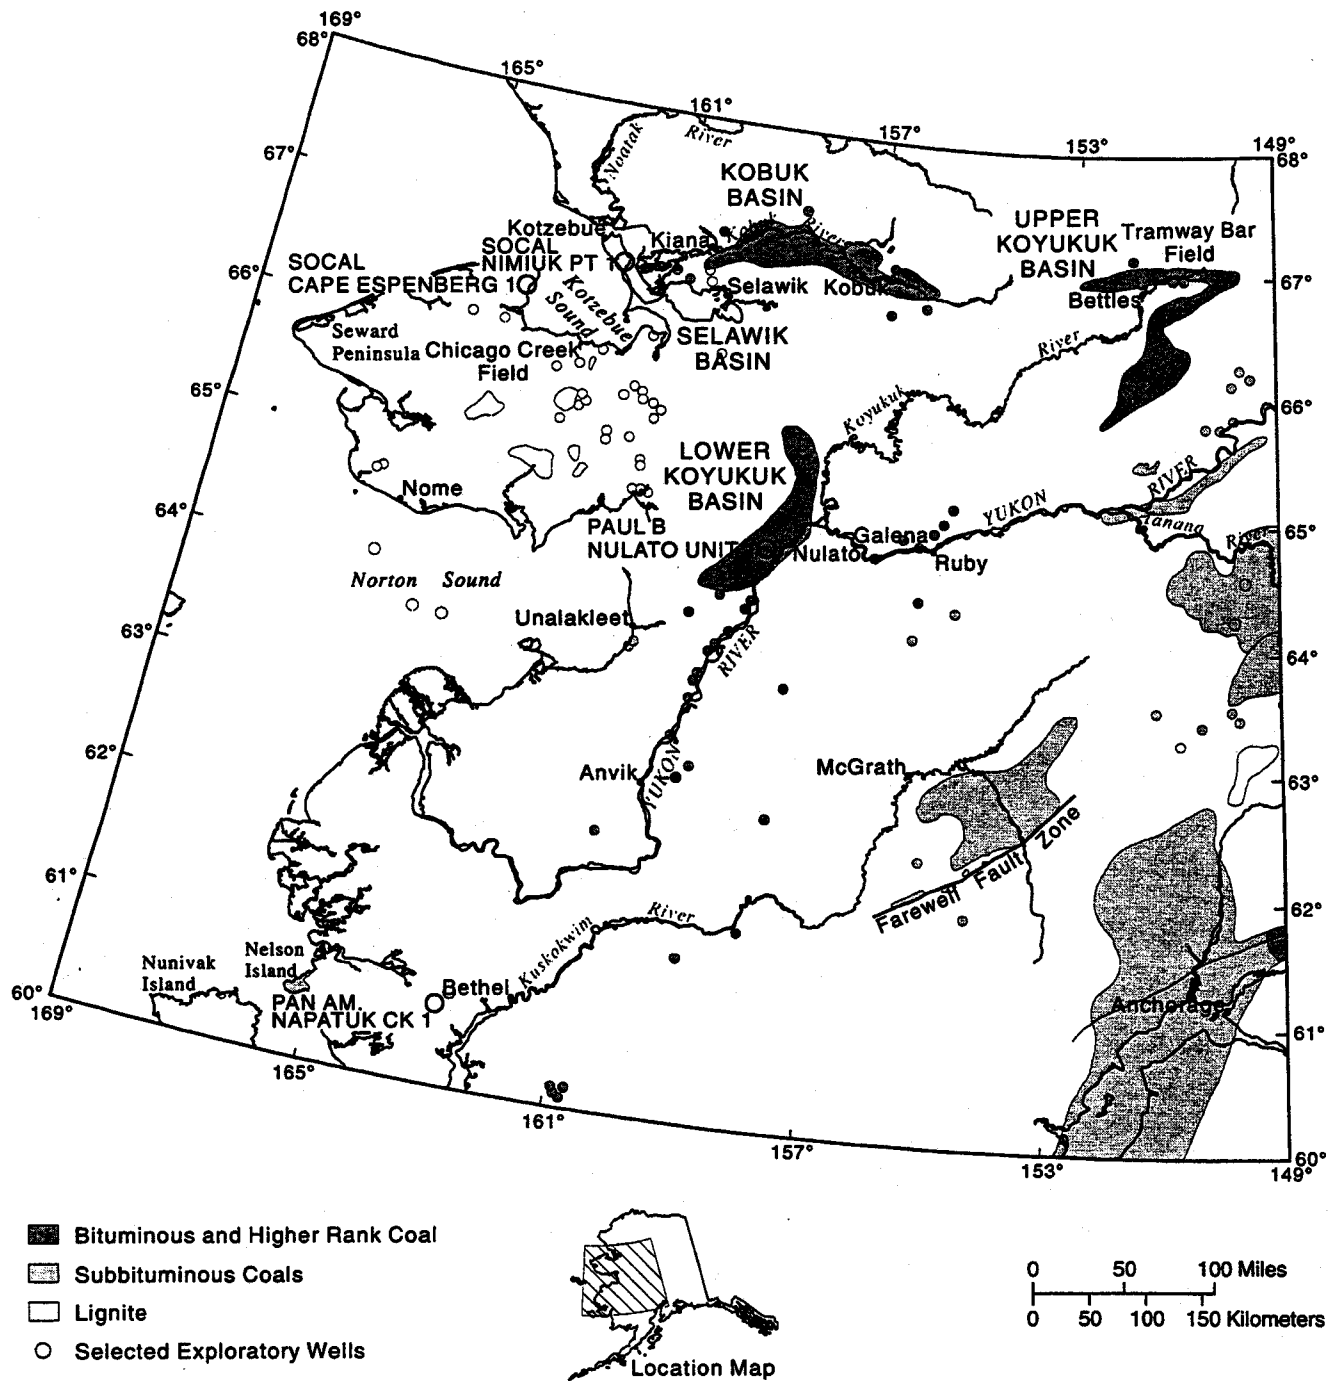 169°
68°
165°
161°
157°
153°
149°
68°
67°
Noatak
River
KOBUK
BASIN
UPPER
KOYUKUK
BASIN
Tramway Bar
Field
Kotzebue
Kobuk River
Kiana
SOCAL
NIMIUK PT 1
66°
SOCAL
CAPE ESPENBERG 1
67°
Selawik
Kobuk
Bettles
Kotzebue
Sound
Seward
Peninsula
Chicago Creek
Field
SELAWIK
BASIN
River
65°
Koyukuk
66°
LOWER
KOYUKUK
BASIN
RIVER
Nome
64°
YUKON
PAUL B
NULATO UNIT
Nulato
Galena
Ruby
Tanana
River
65°
Norton Sound
Unalakleet
63°
RIVER
64°
62°
Anvik
YUKON
McGrath
63°
Farewell Fault Zone
61°
62°
Kuskokwim
River
Nelson
Island
Nunivak
Island
60°
169°
Bethel
PAN AM.
NAPATUK CK 1
Anchorage
61°
165°
161°
157°
153°
60°
149°
Bituminous and Higher Rank Coal
Subbituminous Coals
Lignite
Selected Exploratory Wells
Location Map
0 50 100 Miles
0 50 100 150 Kilometers